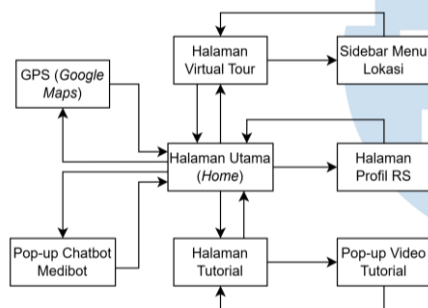 Halaman
Virtual Tour
Sidebar Menu
Lokasi
GPS (Google
Maps)
Halaman Utama
(Home)
Halaman
Profil RS
Pop-up Chatbot
Medibot
Halaman
Tutorial
Pop-up Video
Tutorial